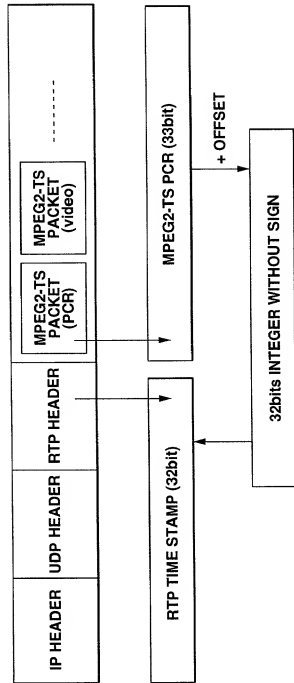 IP HEADER
UDP HEADER
RTP HEADER
MPEG2-TS
PACKET
(PCR)
MPEG2-TS
PACKET
(video)
RTP TIME STAMP (32bit)
MPEG2-TS PCR (33bit)
+ OFFSET
32bits INTEGER WITHOUT SIGN